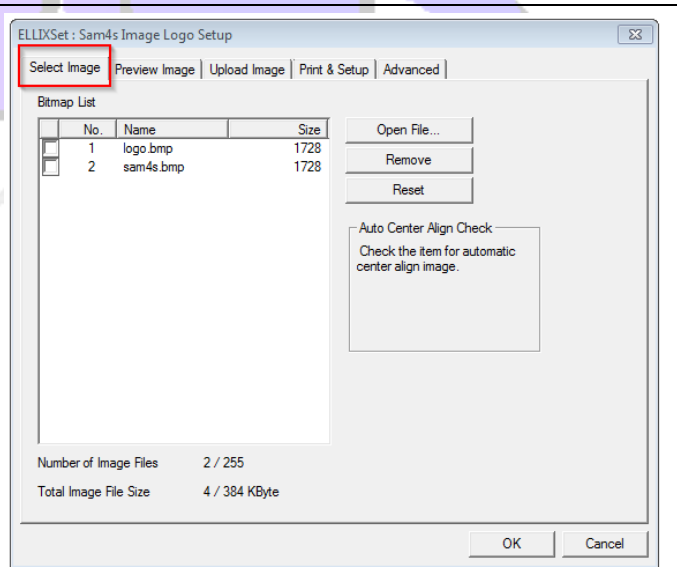 ELLIXSet : Sam4s Image Logo Setup
Select Image Preview Image Upload Image Print & Setup Advanced
Bitmap List
No. Name Size
1 logo.bmp 1728
2 sam4s.bmp 1728
Open File...
Remove
Reset
Auto Center Align Check
Check the item for automatic
center align image.
Number of Image Files 2 / 255
Total Image File Size 4 / 384 KByte
OK Cancel